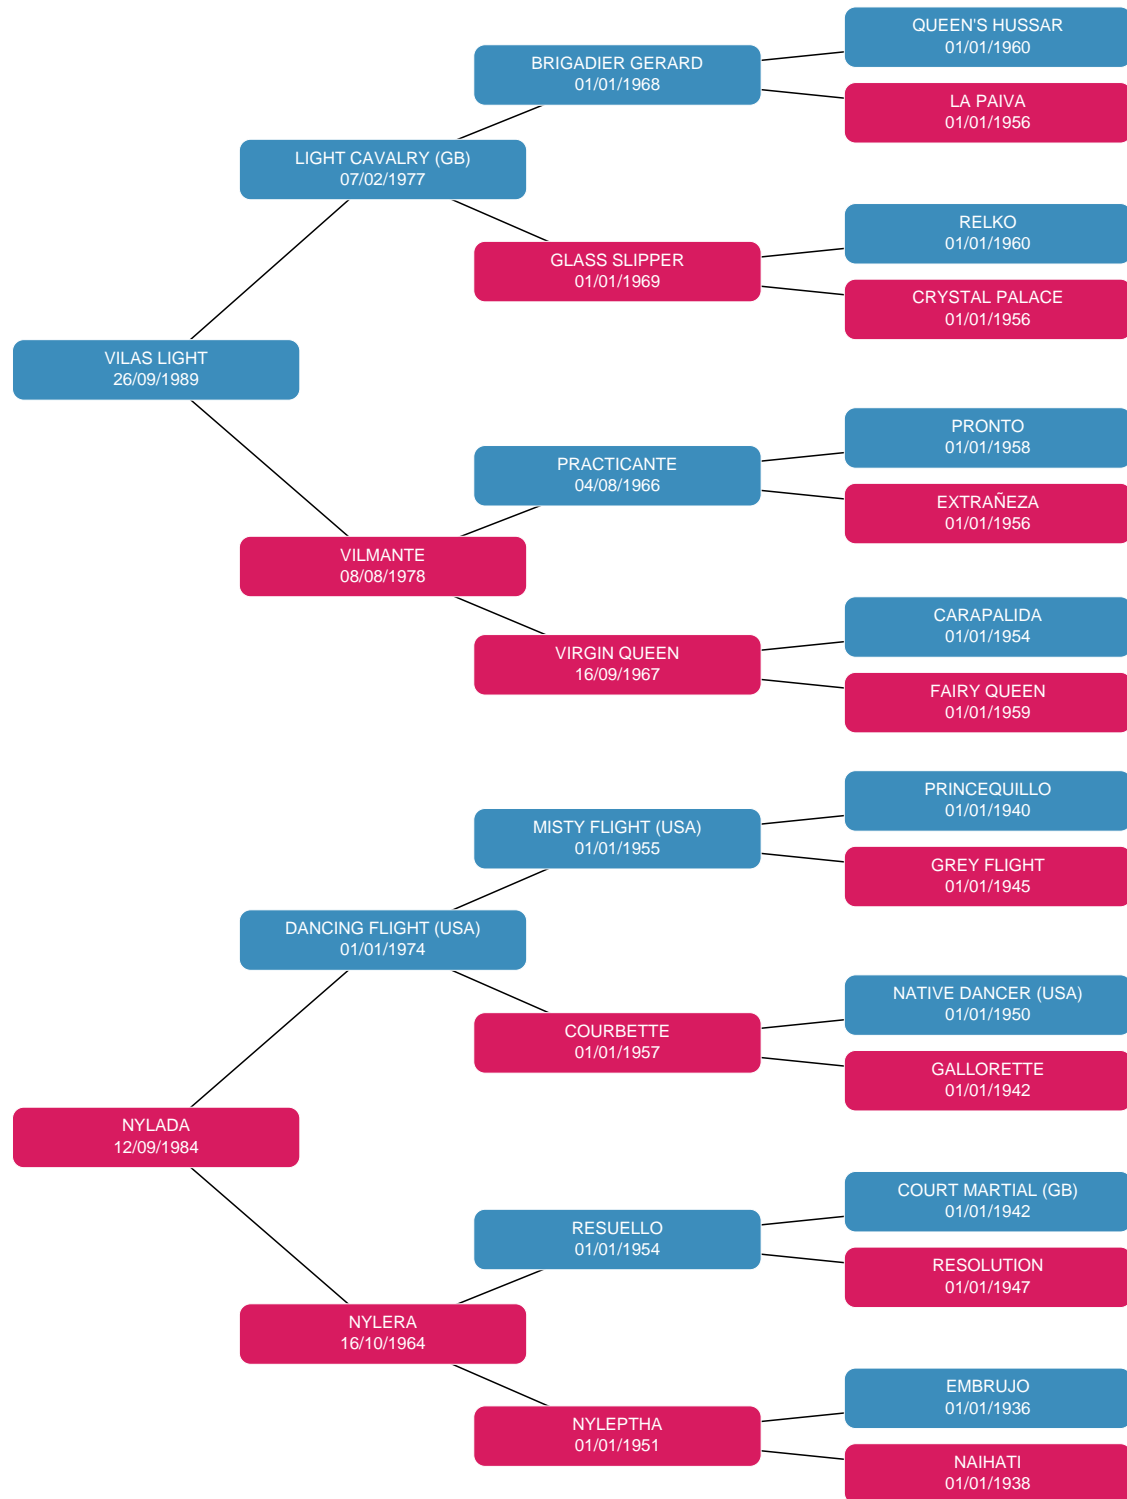 QUEEN'S HUSSAR
01/01/1960
BRIGADIER GERARD
01/01/1968
LA PAIVA
01/01/1956
LIGHT CAVALRY (GB)
07/02/1977
RELKO
01/01/1960
GLASS SLIPPER
01/01/1969
CRYSTAL PALACE
01/01/1956
VILAS LIGHT
26/09/1989
PRONTO
01/01/1958
PRACTICANTE
04/08/1966
EXTRAÑEZA
01/01/1956
VILMANTE
08/08/1978
CARAPALIDA
01/01/1954
VIRGIN QUEEN
16/09/1967
FAIRY QUEEN
01/01/1959
PRINCEQUILLO
01/01/1940
MISTY FLIGHT (USA)
01/01/1955
GREY FLIGHT
01/01/1945
DANCING FLIGHT (USA)
01/01/1974
NATIVE DANCER (USA)
01/01/1950
COURBETTE
01/01/1957
GALLORETTE
01/01/1942
NYLADA
12/09/1984
COURT MARTIAL (GB)
01/01/1942
RESUELLO
01/01/1954
RESOLUTION
01/01/1947
NYLERA
16/10/1964
EMBRUJO
01/01/1936
NYLEPTHA
01/01/1951
NAIHATI
01/01/1938